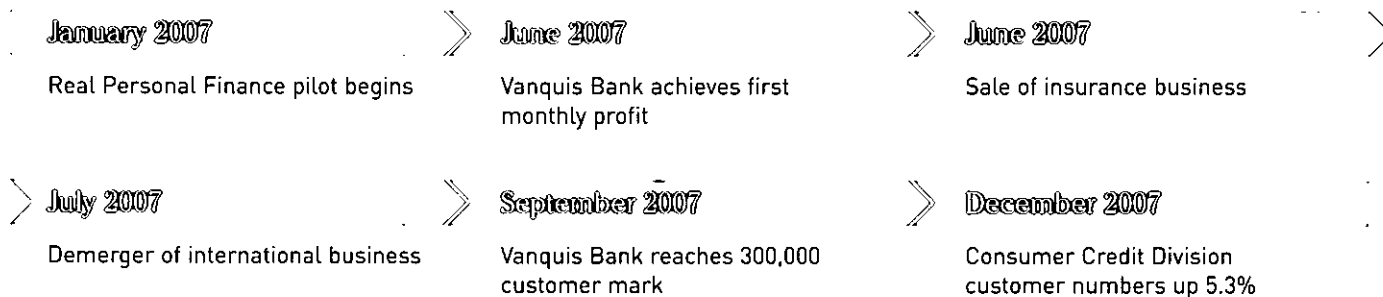 January 2007
Real Personal Finance pilot begins
June 2007
Vanquis Bank achieves first
monthly profit
June 2007
Sale of insurance business
July 2007
Demerger of international business
September 2007
Vanquis Bank reaches 300,000
customer mark
December 2007
Consumer Credit Division
customer numbers up 5.3%